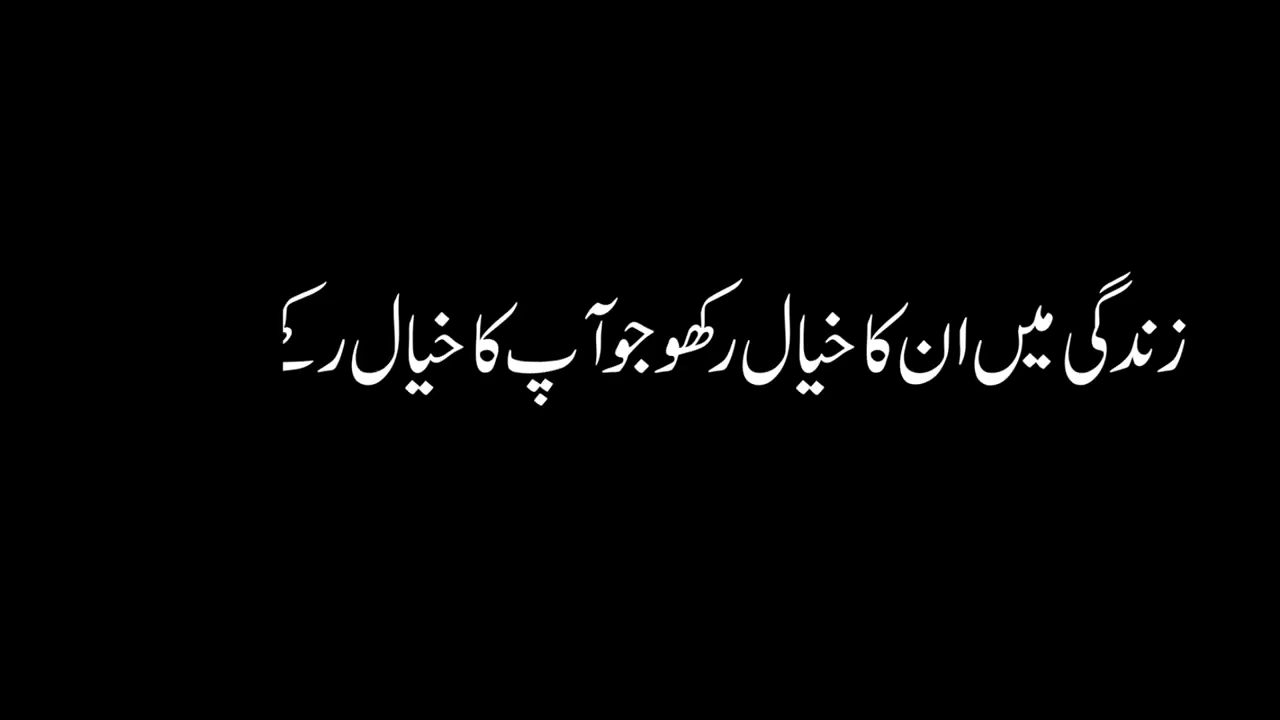 زندگی میں ان کا خیال رکھو جو آپ کا خیال